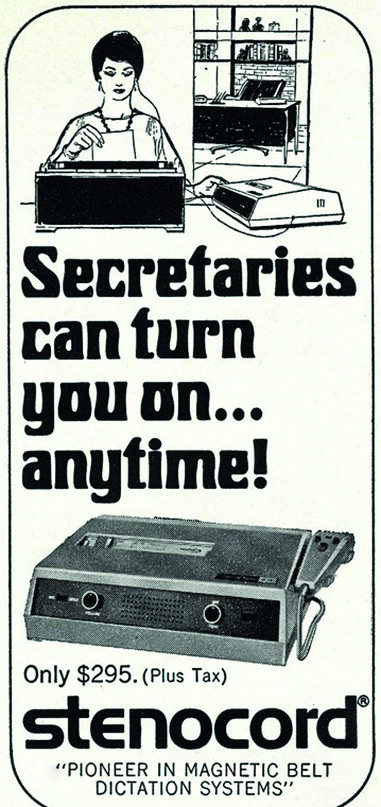 Secretaries
can turn
you on...
anytime!
Only $295. (Plus Tax)
stenocord®
"PIONEER IN MAGNETIC BELT
DICTATION SYSTEMS"